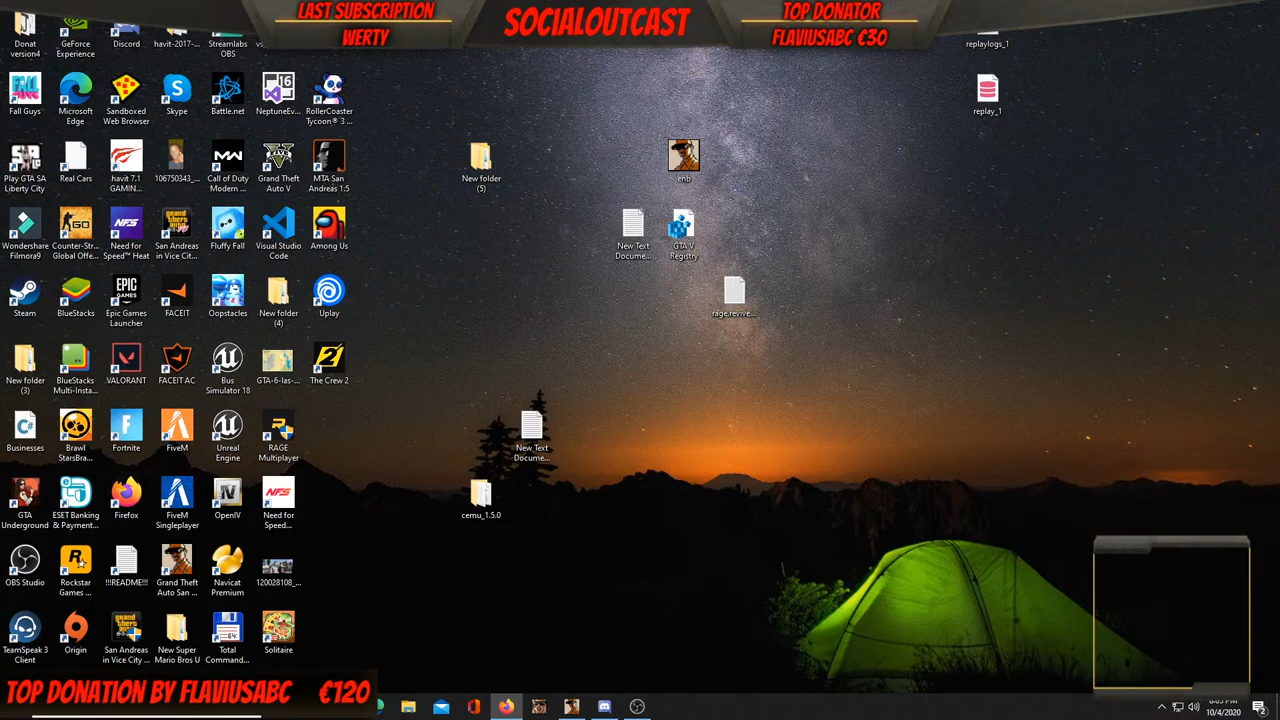 LAST SUBSCRIPTION
WERTY
SOCIALOUTCAST
TOP DONATOR
FLAVIUSABC €30
Donat
version4
GeForce
Experience
Discord
havit-2017-...
Streamlabs
OBS
replaylogs_1
Fall Guys
Microsoft
Edge
Sandboxed
Web Browser
Skype
Battle.net
NeptuneEv...
RollerCoaster
Tycoon® 3 ...
replay_1
Play GTA SA
Liberty City
Real Cars
havit 7.1
GAMIN...
106750343_...
Call of Duty
Modern ...
Grand Theft
Auto V
MTA San
Andreas 1.5
New folder
(5)
enb
Wondershare
Filmora9
Counter-Str...
Global Offe...
Need for
Speed™ Heat
San Andreas
in Vice City ...
Fluffy Fall
Visual Studio
Code
Among Us
New Text
Docume...
GTA V
Registry
Steam
BlueStacks
Epic Games
Launcher
FACEIT
Oopstacles
New folder
(4)
Uplay
rage.revive...
New folder
(3)
BlueStacks
Multi-Insta...
VALORANT
FACEIT AC
Bus
Simulator 18
GTA-6-las-...
The Crew 2
Businesses
Brawl
StarsBra...
Fortnite
FiveM
Unreal
Engine
RAGE
Multiplayer
New Text
Docume...
GTA
Underground
ESET Banking
& Payment...
Firefox
FiveM
Singleplayer
OpenIV
Need for
Speed...
cemu_1.5.0
OBS Studio
Rockstar
Games ...
!!!README!!!
Grand Theft
Auto San ...
Navicat
Premium
120028108_...
TeamSpeak 3
Client
Origin
San Andreas
in Vice City ...
New Super
Mario Bros U
Total
Command...
Solitaire
TOP DONATION BY FLAVIUSABC €120
10/4/2020